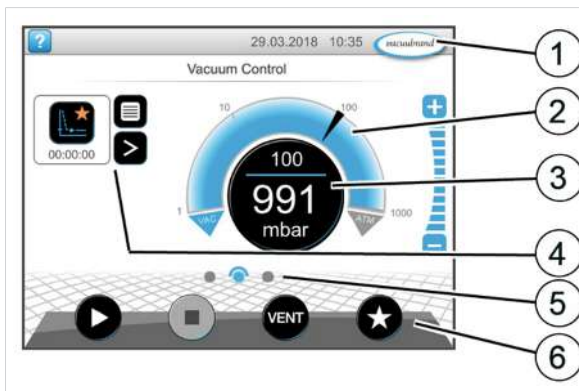 ?
29.03.2018 10:35 vacuubrand
1
Vacuum Control
10
100
2
00:00:00
>
100
991
mbar
3
1
VAC
ATM
1000
4
5
VENT
6